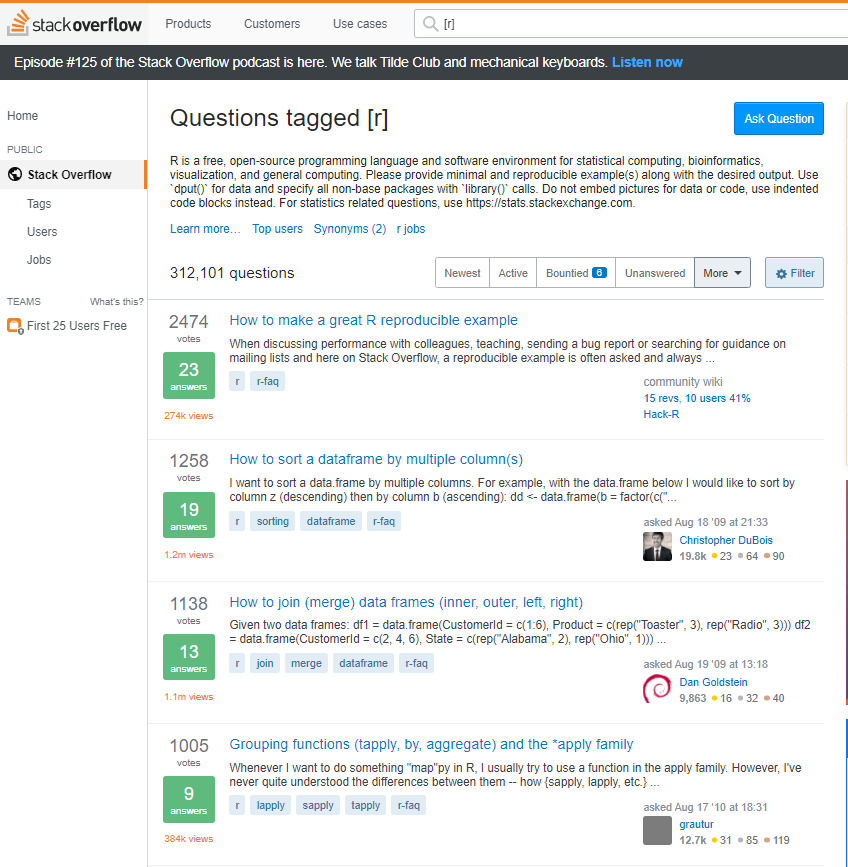 stackoverflow
Products Customers Use cases [r]
Episode #125 of the Stack Overflow podcast is here. We talk Tilde Club and mechanical keyboards. Listen now
Home
PUBLIC
Stack Overflow
Tags
Users
Jobs
TEAMS What's this?
First 25 Users Free
Questions tagged [r]
Ask Question
R is a free, open-source programming language and software environment for statistical computing, bioinformatics,
visualization, and general computing. Please provide minimal and reproducible example(s) along with the desired output. Use
`dput()` for data and specify all non-base packages with `library()` calls. Do not embed pictures for data or code, use indented
code blocks instead. For statistics related questions, use https://stats.stackexchange.com.
Learn more… Top users Synonyms (2) r jobs
312,101 questions
Newest Active Bountied 6 Unanswered More Filter
2474
votes
23
answers
274k views
How to make a great R reproducible example
When discussing performance with colleagues, teaching, sending a bug report or searching for guidance on
mailing lists and here on Stack Overflow, a reproducible example is often asked and always ...
r r-faq
community wiki
15 revs, 10 users 41%
Hack-R
1258
votes
19
answers
1.2m views
How to sort a dataframe by multiple column(s)
I want to sort a data.frame by multiple columns. For example, with the data.frame below I would like to sort by
column z (descending) then by column b (ascending): dd <- data.frame(b = factor(c("...
r sorting dataframe r-faq
asked Aug 18 '09 at 21:33
Christopher DuBois
19.8k 23 64 90
1138
votes
13
answers
1.1m views
How to join (merge) data frames (inner, outer, left, right)
Given two data frames: df1 = data.frame(CustomerId = c(1:6), Product = c(rep("Toaster", 3), rep("Radio", 3))) df2
= data.frame(CustomerId = c(2, 4, 6), State = c(rep("Alabama", 2), rep("Ohio", 1))) ...
r join merge dataframe r-faq
asked Aug 19 '09 at 13:18
Dan Goldstein
9,863 16 32 40
1005
votes
9
answers
384k views
Grouping functions (tapply, by, aggregate) and the *apply family
Whenever I want to do something "map"py in R, I usually try to use a function in the apply family. However, I've
never quite understood the differences between them -- how {sapply, lapply, etc.} ...
r lapply sapply tapply r-faq
asked Aug 17 '10 at 18:31
grautur
12.7k 31 85 119